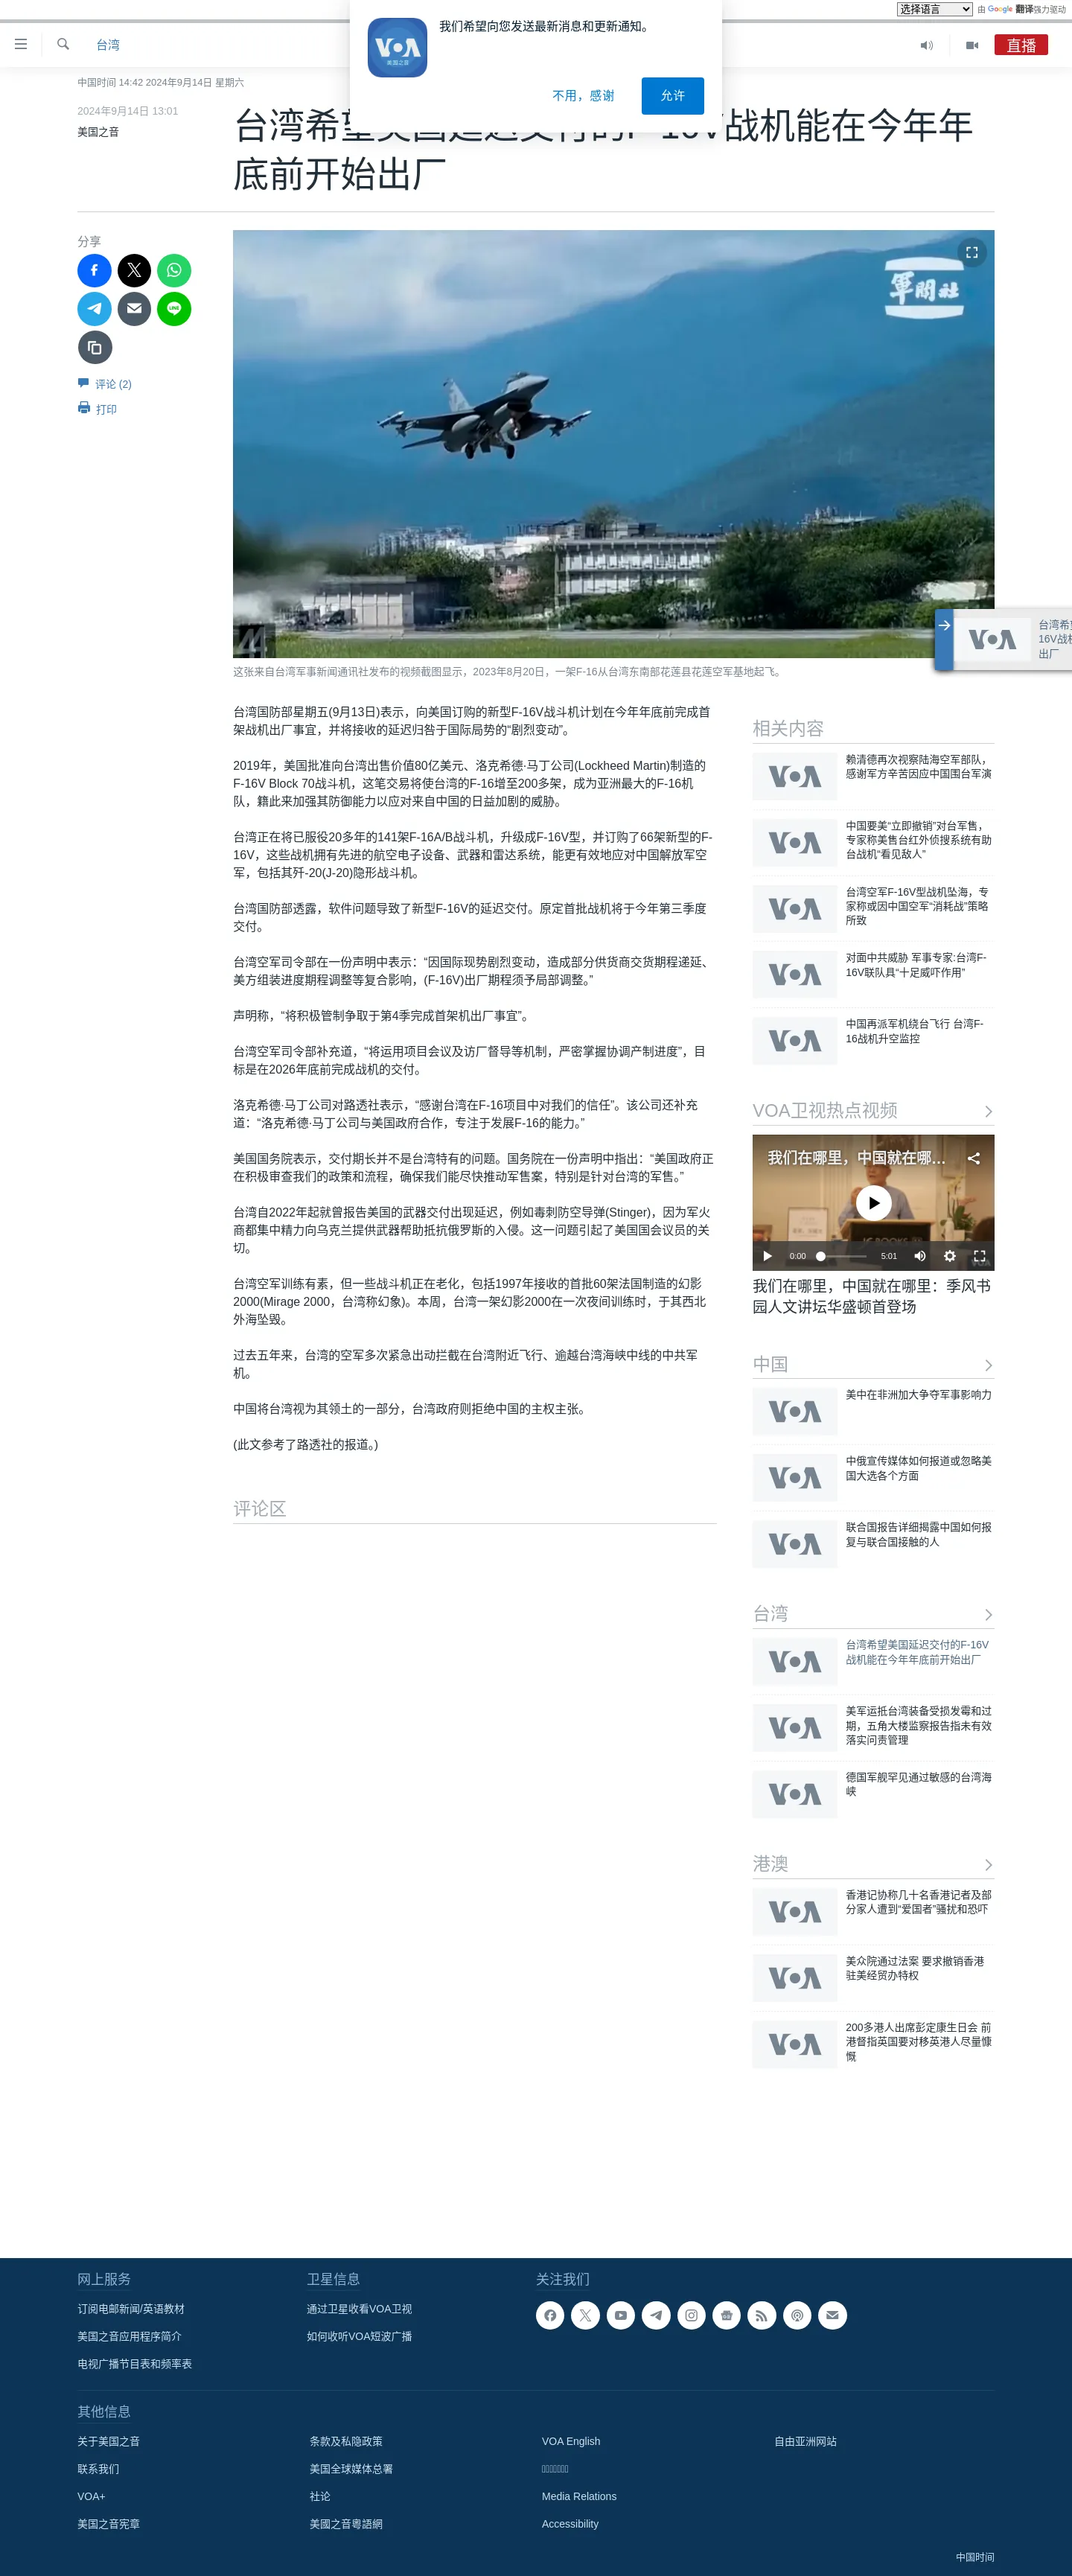 选择语言 由 Google 翻译强力驱动
我们希望向您发送最新消息和更新通知。
不用，感谢
允许
VOA
美国之音
台湾
直播
中国时间 14:42 2024年9月14日 星期六
2024年9月14日 13:01
美国之音
战机能在今年年
底前开始出厂
分享
评论 (2)
打印
軍聞社
这张来自台湾军事新闻通讯社发布的视频截图显示，2023年8月20日，一架F-16从台湾东南部花莲县花莲空军基地起飞。
台湾希望
16V战机
出厂
台湾国防部星期五(9月13日)表示，向美国订购的新型F-16V战斗机计划在今年年底前完成首
架战机出厂事宜，并将接收的延迟归咎于国际局势的“剧烈变动”。
2019年，美国批准向台湾出售价值80亿美元、洛克希德·马丁公司(Lockheed Martin)制造的
F-16V Block 70战斗机，这笔交易将使台湾的F-16增至200多架，成为亚洲最大的F-16机
队，籍此来加强其防御能力以应对来自中国的日益加剧的威胁。
台湾正在将已服役20多年的141架F-16A/B战斗机，升级成F-16V型，并订购了66架新型的F-
16V，这些战机拥有先进的航空电子设备、武器和雷达系统，能更有效地应对中国解放军空
军，包括其歼-20(J-20)隐形战斗机。
台湾国防部透露，软件问题导致了新型F-16V的延迟交付。原定首批战机将于今年第三季度
交付。
台湾空军司令部在一份声明中表示：“因国际现势剧烈变动，造成部分供货商交货期程递延、
美方组装进度期程调整等复合影响，(F-16V)出厂期程须予局部调整。”
声明称，“将积极管制争取于第4季完成首架机出厂事宜”。
台湾空军司令部补充道，“将运用项目会议及访厂督导等机制，严密掌握协调产制进度”，目
标是在2026年底前完成战机的交付。
洛克希德·马丁公司对路透社表示，“感谢台湾在F-16项目中对我们的信任”。该公司还补充
道：“洛克希德·马丁公司与美国政府合作，专注于发展F-16的能力。”
美国国务院表示，交付期长并不是台湾特有的问题。国务院在一份声明中指出：“美国政府正
在积极审查我们的政策和流程，确保我们能尽快推动军售案，特别是针对台湾的军售。”
台湾自2022年起就曾报告美国的武器交付出现延迟，例如毒刺防空导弹(Stinger)，因为军火
商都集中精力向乌克兰提供武器帮助抵抗俄罗斯的入侵。这一问题引起了美国国会议员的关
切。
台湾空军训练有素，但一些战斗机正在老化，包括1997年接收的首批60架法国制造的幻影
2000(Mirage 2000，台湾称幻象)。本周，台湾一架幻影2000在一次夜间训练时，于其西北
外海坠毁。
过去五年来，台湾的空军多次紧急出动拦截在台湾附近飞行、逾越台湾海峡中线的中共军
机。
中国将台湾视为其领土的一部分，台湾政府则拒绝中国的主权主张。
(此文参考了路透社的报道。)
评论区
相关内容
赖清德再次视察陆海空军部队，
感谢军方辛苦因应中国围台军演
中国要美“立即撤销”对台军售，
专家称美售台红外侦搜系统有助
台战机“看见敌人”
台湾空军F-16V型战机坠海，专
家称或因中国空军“消耗战”策略
所致
对面中共威胁 军事专家:台湾F-
16V联队具“十足威吓作用”
中国再派军机绕台飞行 台湾F-
16战机升空监控
VOA卫视热点视频
我们在哪里，中国就在哪...
0:00
5:01
我们在哪里，中国就在哪里：季风书
园人文讲坛华盛顿首登场
中国
美中在非洲加大争夺军事影响力
中俄宣传媒体如何报道或忽略美
国大选各个方面
联合国报告详细揭露中国如何报
复与联合国接触的人
台湾
台湾希望美国延迟交付的F-16V
战机能在今年年底前开始出厂
美军运抵台湾装备受损发霉和过
期，五角大楼监察报告指未有效
落实问责管理
德国军舰罕见通过敏感的台湾海
峡
港澳
香港记协称几十名香港记者及部
分家人遭到“爱国者”骚扰和恐吓
美众院通过法案 要求撤销香港
驻美经贸办特权
200多港人出席彭定康生日会 前
港督指英国要对移英港人尽量慷
慨
网上服务
订阅电邮新闻/英语教材
美国之音应用程序简介
电视广播节目表和频率表
卫星信息
通过卫星收看VOA卫视
如何收听VOA短波广播
关注我们
其他信息
关于美国之音
联系我们
VOA+
美国之音宪章
条款及私隐政策
美国全球媒体总署
社论
美國之音粵語網
VOA English
Media Relations
Accessibility
自由亚洲网站
中国时间